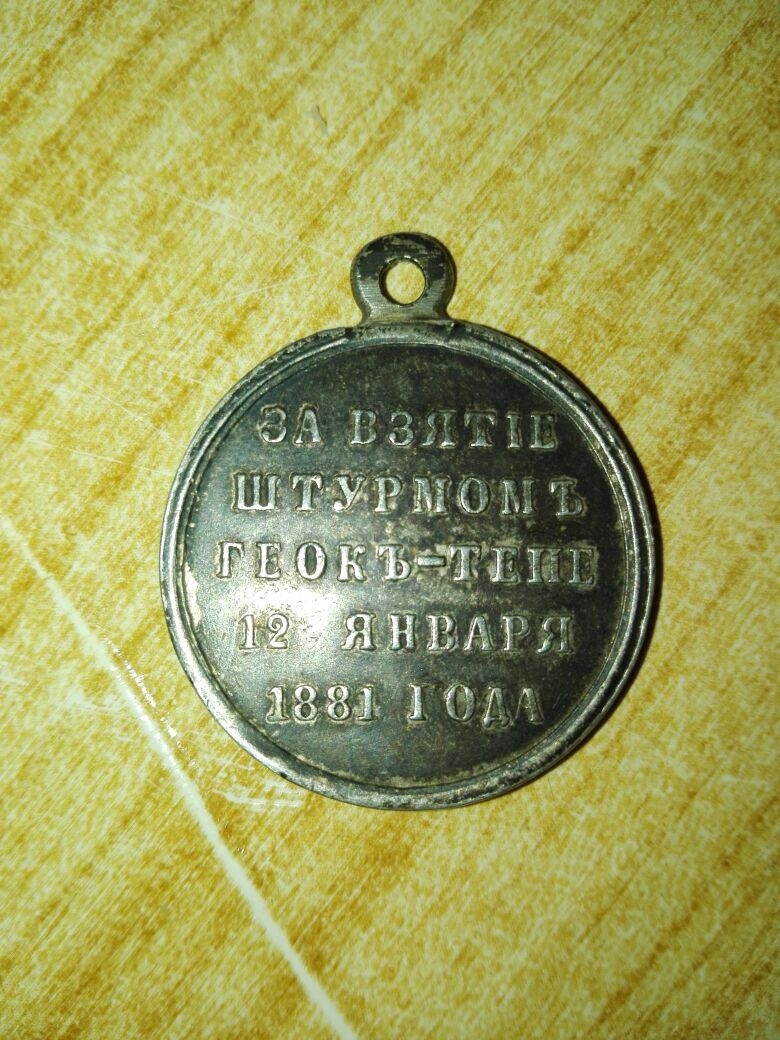 ЗА ВЗЯТІЕ
ШТУРМОМЪ
ГЕОКЪ-ТЕПЕ
12 ЯНВАРЯ
1881 ГОДА